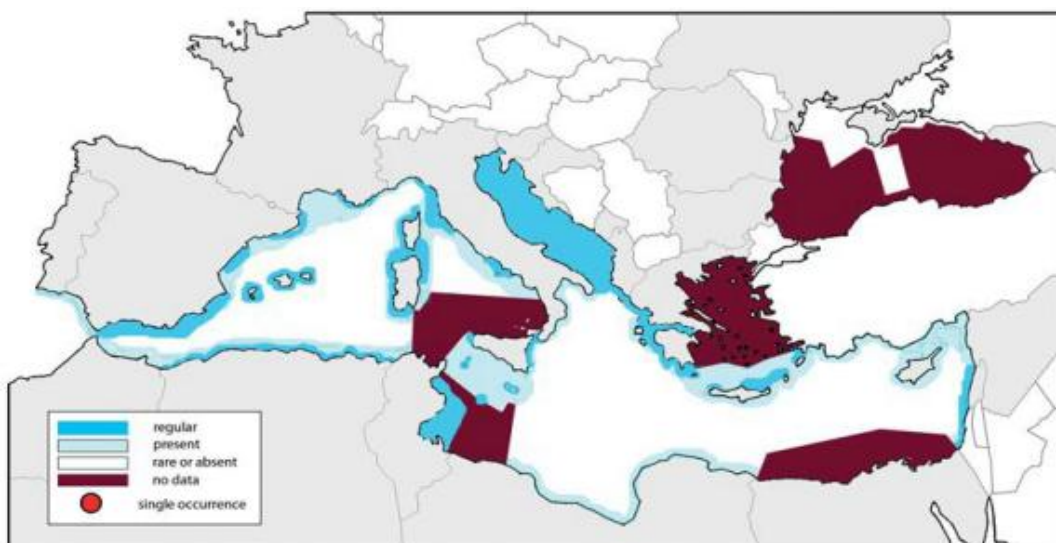 regular
present
rare or absent
no data
single occurrence